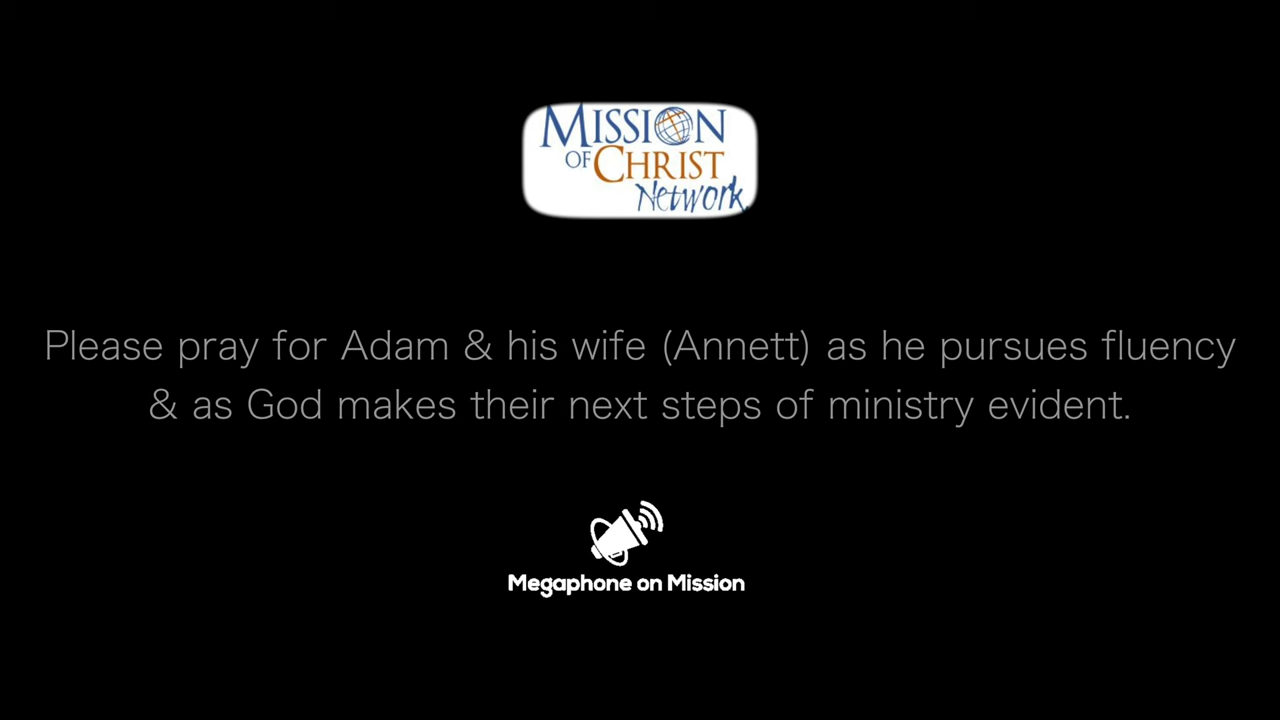 MISSION
OF CHRIST
Network
Please pray for Adam & his wife (Annett) as he pursues fluency
& as God makes their next steps of ministry evident.
Megaphone on Mission